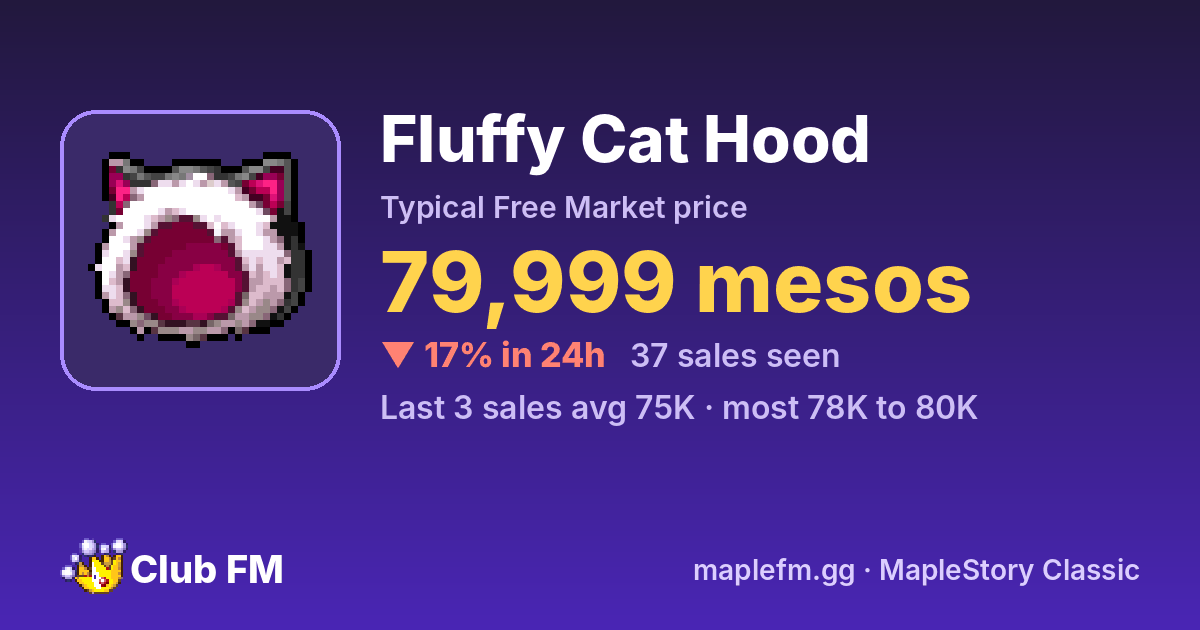 Fluffy Cat Hood
Typical Free Market price
79,999 mesos
▼ 17% in 24h 37 sales seen
Last 3 sales avg 75K · most 78K to 80K
Club FM
maplefm.gg · MapleStory Classic